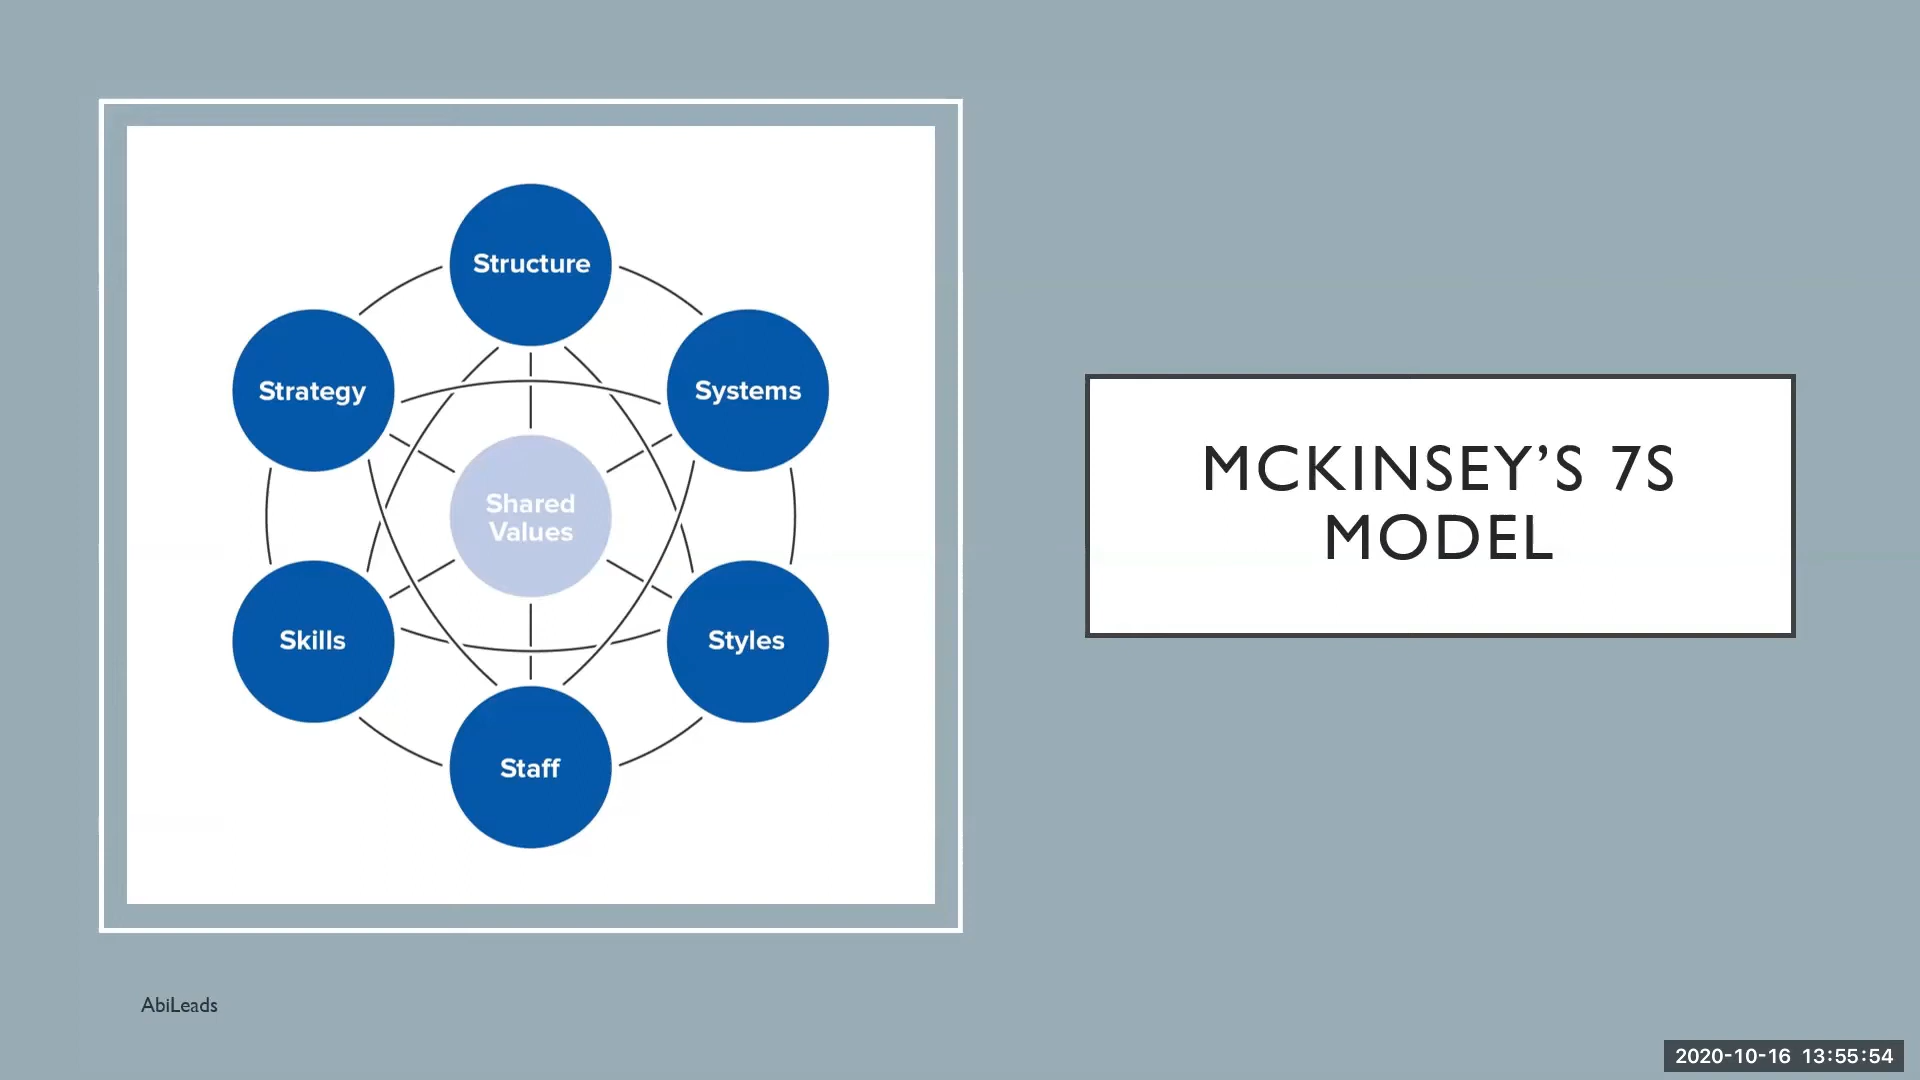 Structure
Strategy
Systems
Shared
Values
Skills
Styles
Staff
MCKINSEY’S 7S
MODEL
AbiLeads
2020-10-16 13:55:54